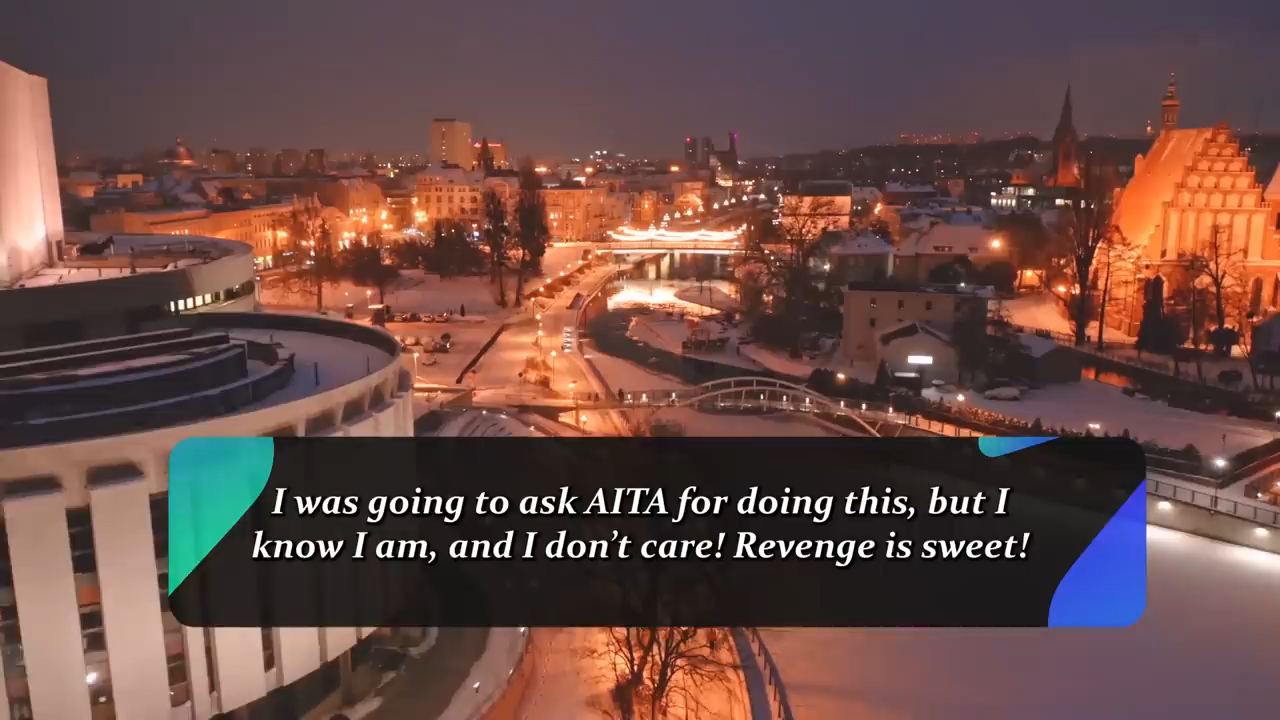 I was going to ask AITA for doing this, but I
know I am, and I don't care! Revenge is sweet!